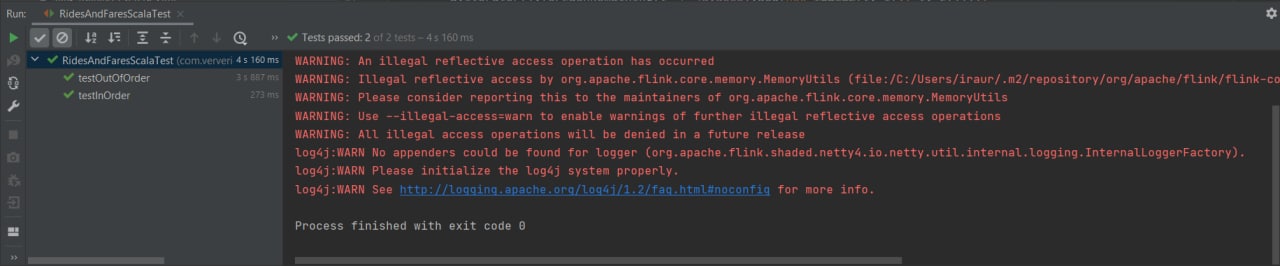 Run: RidesAndFaresScalaTest ×
Tests passed: 2 of 2 tests – 4 s 160 ms
RidesAndFaresScalaTest (com.ververi 4 s 160 ms
testOutOfOrder 3 s 887 ms
testInOrder 273 ms
WARNING: An illegal reflective access operation has occurred
WARNING: Illegal reflective access by org.apache.flink.core.memory.MemoryUtils (file:/C:/Users/iraur/.m2/repository/org/apache/flink/flink-co
WARNING: Please consider reporting this to the maintainers of org.apache.flink.core.memory.MemoryUtils
WARNING: Use --illegal-access=warn to enable warnings of further illegal reflective access operations
WARNING: All illegal access operations will be denied in a future release
log4j:WARN No appenders could be found for logger (org.apache.flink.shaded.netty4.io.netty.util.internal.logging.InternalLoggerFactory).
log4j:WARN Please initialize the log4j system properly.
log4j:WARN See http://logging.apache.org/log4j/1.2/faq.html#noconfig for more info.
Process finished with exit code 0